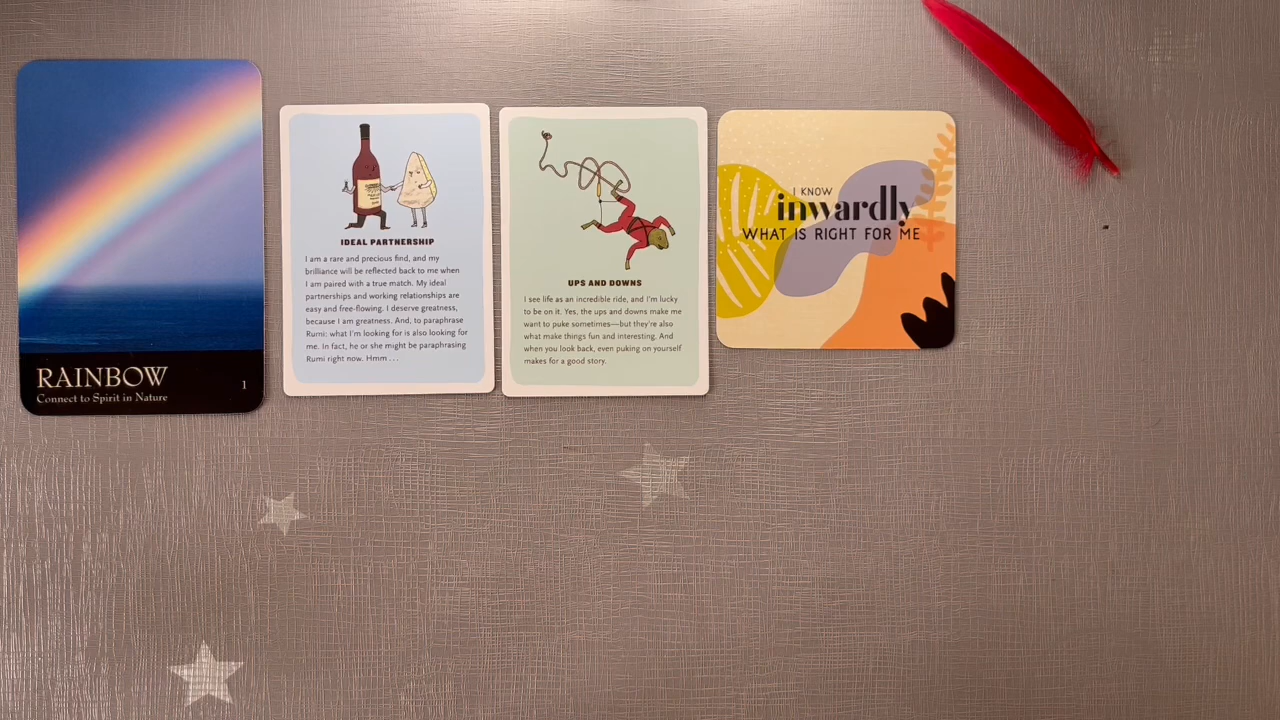 RAINBOW
1
Connect to Spirit in Nature
IDEAL PARTNERSHIP
I am a rare and precious find, and my
brilliance will be reflected back to me when
I am paired with a true match. My ideal
partnerships and working relationships are
easy and free-flowing. I deserve greatness,
because I am greatness. And, to paraphrase
Rumi: what I'm looking for is also looking for
me. In fact, he or she might be paraphrasing
Rumi right now. Hmm . . .
UPS AND DOWNS
I see life as an incredible ride, and I'm lucky
to be on it. Yes, the ups and downs make me
want to puke sometimes—but they're also
what make things fun and interesting. And
when you look back, even puking on yourself
makes for a good story.
I KNOW
inwardly
WHAT IS RIGHT FOR ME